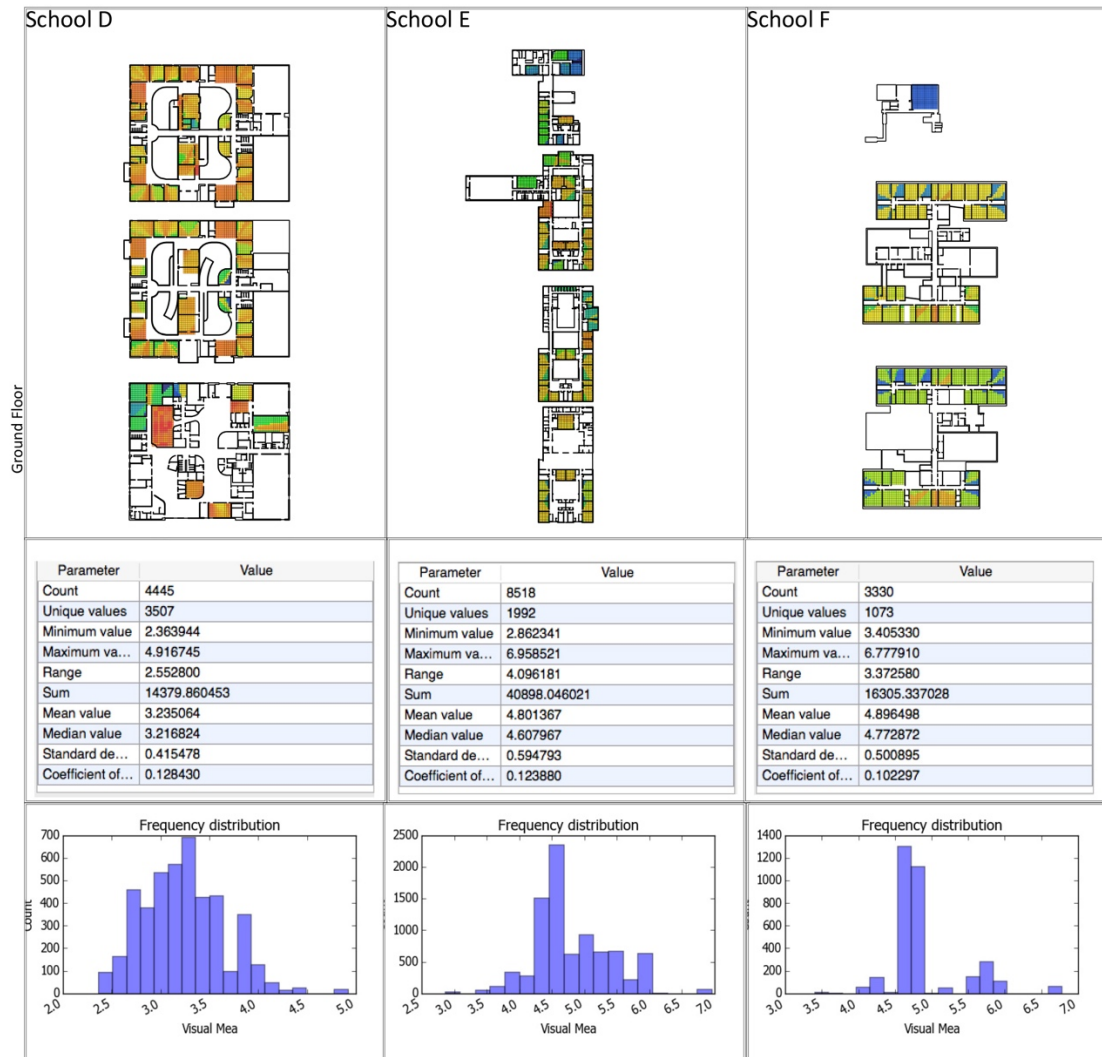 School D
School E
School F
Ground Floor
Parameter Value
Count 4445
Unique values 3507
Minimum value 2.363944
Maximum va... 4.916745
Range 2.552800
Sum 14379.860453
Mean value 3.235064
Median value 3.216824
Standard de... 0.415478
Coefficient of... 0.128430
Parameter Value
Count 8518
Unique values 1992
Minimum value 2.862341
Maximum va... 6.958521
Range 4.096181
Sum 40898.046021
Mean value 4.801367
Median value 4.607967
Standard de... 0.594793
Coefficient of... 0.123880
Parameter Value
Count 3330
Unique values 1073
Minimum value 3.405330
Maximum va... 6.777910
Range 3.372580
Sum 16305.337028
Mean value 4.896498
Median value 4.772872
Standard de... 0.500895
Coefficient of... 0.102297
Frequency distribution
700
600
500
400
300
200
100
0
Count
2.0 2.5 3.0 3.5 4.0 4.5 5.0
Visual Mea
Frequency distribution
2500
2000
1500
1000
500
0
2.5 3.0 3.5 4.0 4.5 5.0 5.5 6.0 6.5 7.0
Visual Mea
Frequency distribution
1400
1200
1000
800
600
400
200
0
3.0 3.5 4.0 4.5 5.0 5.5 6.0 6.5 7.0
Visual Mea